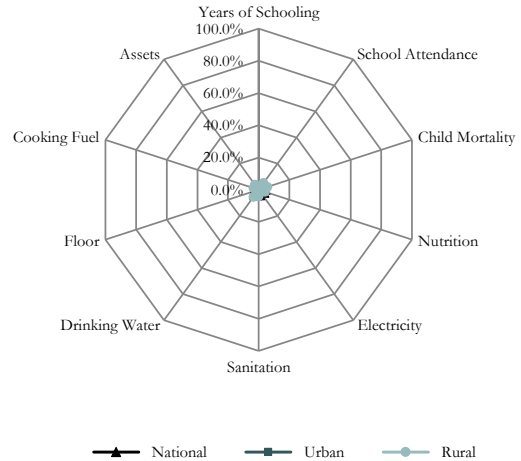 Years of Schooling
100.0%
Assets
School Attendance
80.0%
60.0%
40.0%
Cooking Fuel
Child Mortality
20.0%
0.0%
Floor
Nutrition
Drinking Water
Electricity
Sanitation
National Urban Rural